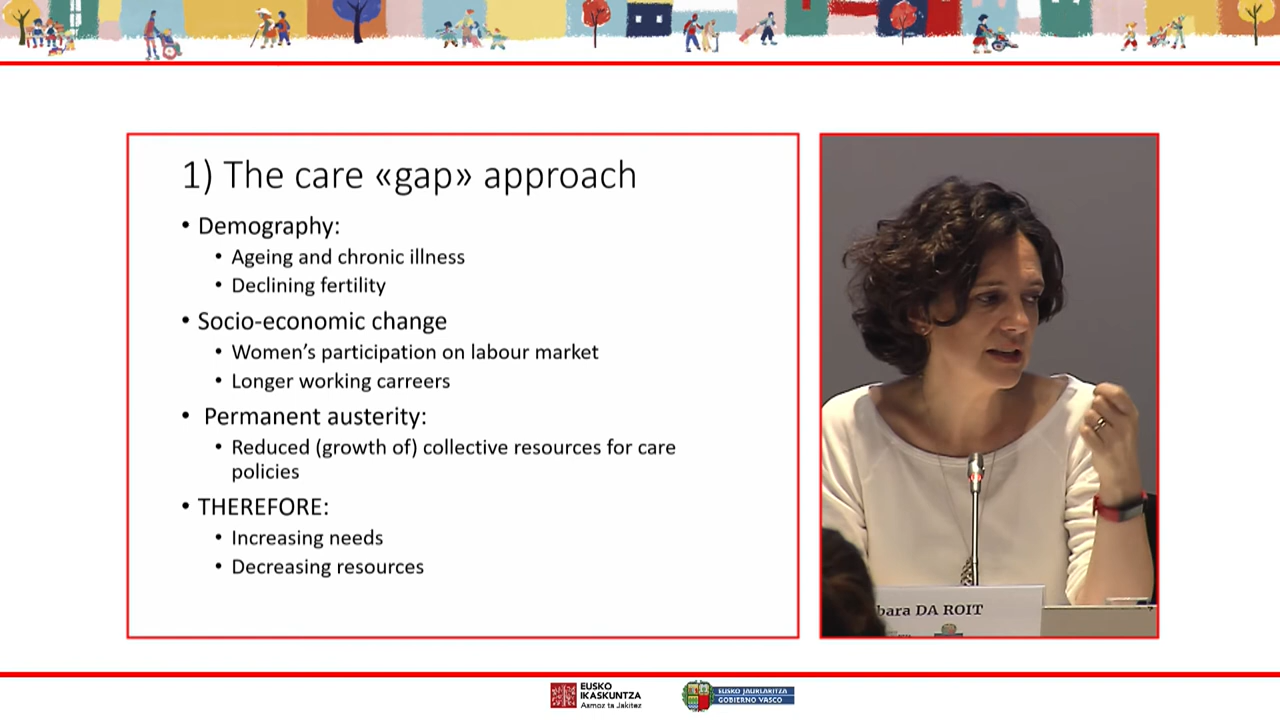 1) The care «gap» approach
• Demography:
• Ageing and chronic illness
• Declining fertility
• Socio-economic change
• Women's participation on labour market
• Longer working carreers
• Permanent austerity:
• Reduced (growth of) collective resources for care
policies
• THEREFORE:
• Increasing needs
• Decreasing resources
bara DA ROIT
EUSKO
IKASKUNTZA
Asmoz ta Jakitez
EUSKO JAURLARITZA
GOBIERNO VASCO